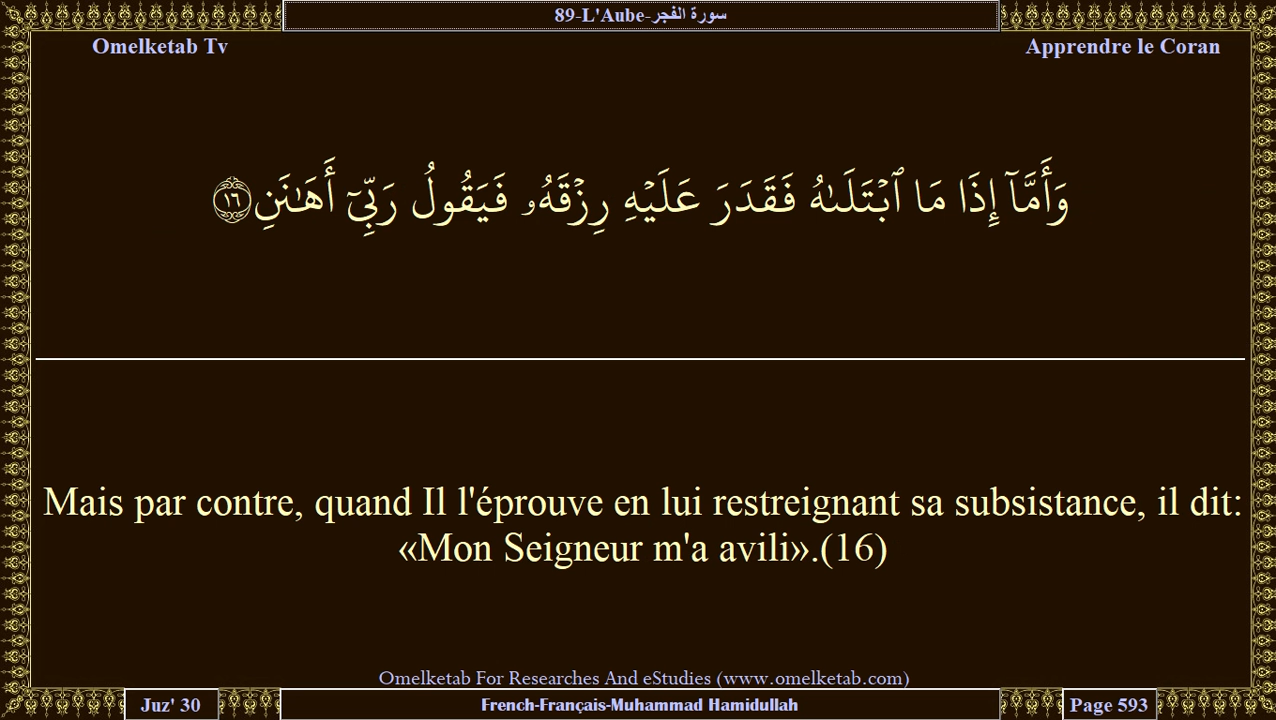 89-L'Aube-سورة الفجر
Omelketab Tv
Apprendre le Coran
وَأَمَّآ إِذَا مَا ٱبْتَلَىٰهُ فَقَدَرَ عَلَيْهِ رِزْقَهُۥ فَيَقُولُ رَبِّىٓ أَهَـٰنَنِ ١٦
Mais par contre, quand Il l'éprouve en lui restreignant sa subsistance, il dit:
«Mon Seigneur m'a avili».(16)
Omelketab For Researches And eStudies (www.omelketab.com)
Juz' 30
French-Français-Muhammad Hamidullah
Page 593